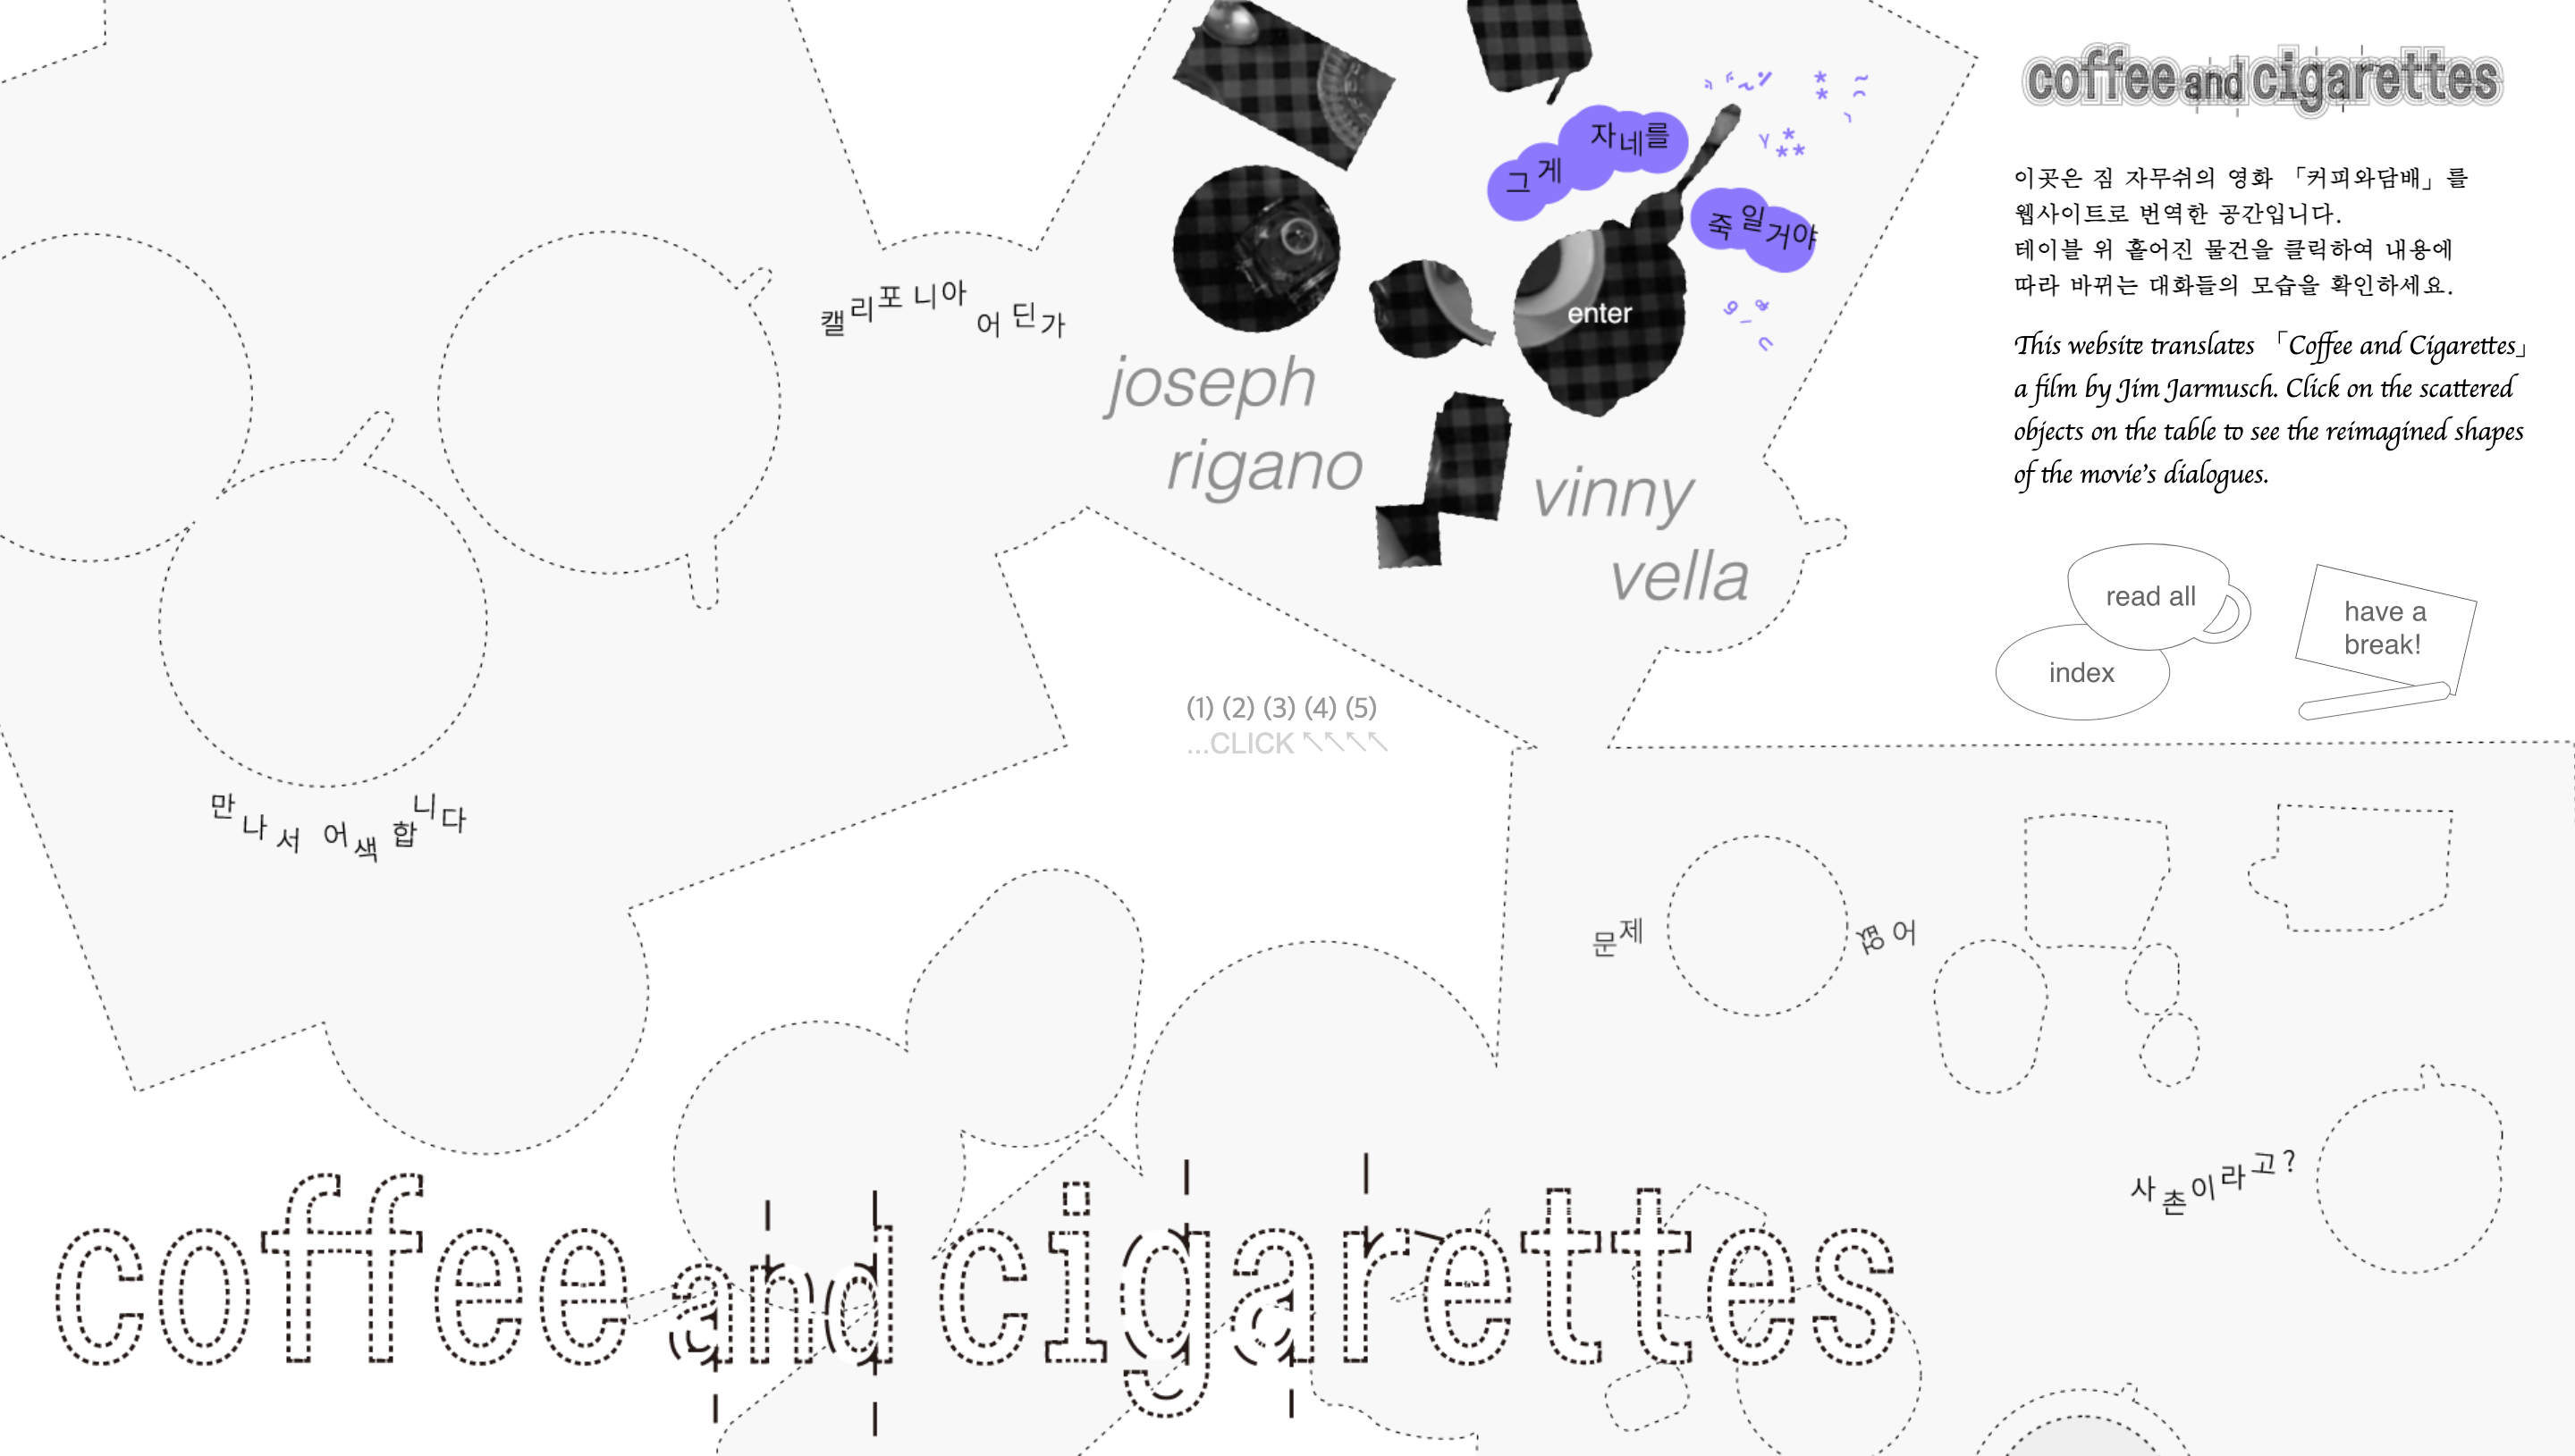 coffee and cigarettes
이곳은 짐 자무쉬의 영화 「커피와담배」를
웹사이트로 번역한 공간입니다.
테이블 위 흩어진 물건을 클릭하여 내용에
따라 바뀌는 대화들의 모습을 확인하세요.
This website translates 「Coffee and Cigarettes」
a film by Jim Jarmusch. Click on the scattered
objects on the table to see the reimagined shapes
of the movie's dialogues.
read all
index
have a
break!
그게 자네를
죽일거야
enter
캘리포니아 어딘가
joseph
rigano
vinny
vella
(1) (2) (3) (4) (5)
...CLICK ↖↖↖↖
만나서 어색합니다
문제 없어
사촌이라고?
coffee and cigarettes